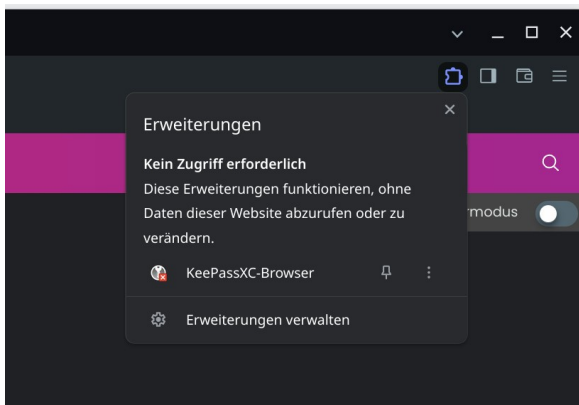 Erweiterungen
Kein Zugriff erforderlich
Diese Erweiterungen funktionieren, ohne
Daten dieser Website abzurufen oder zu
verändern.
KeePassXC-Browser
Erweiterungen verwalten